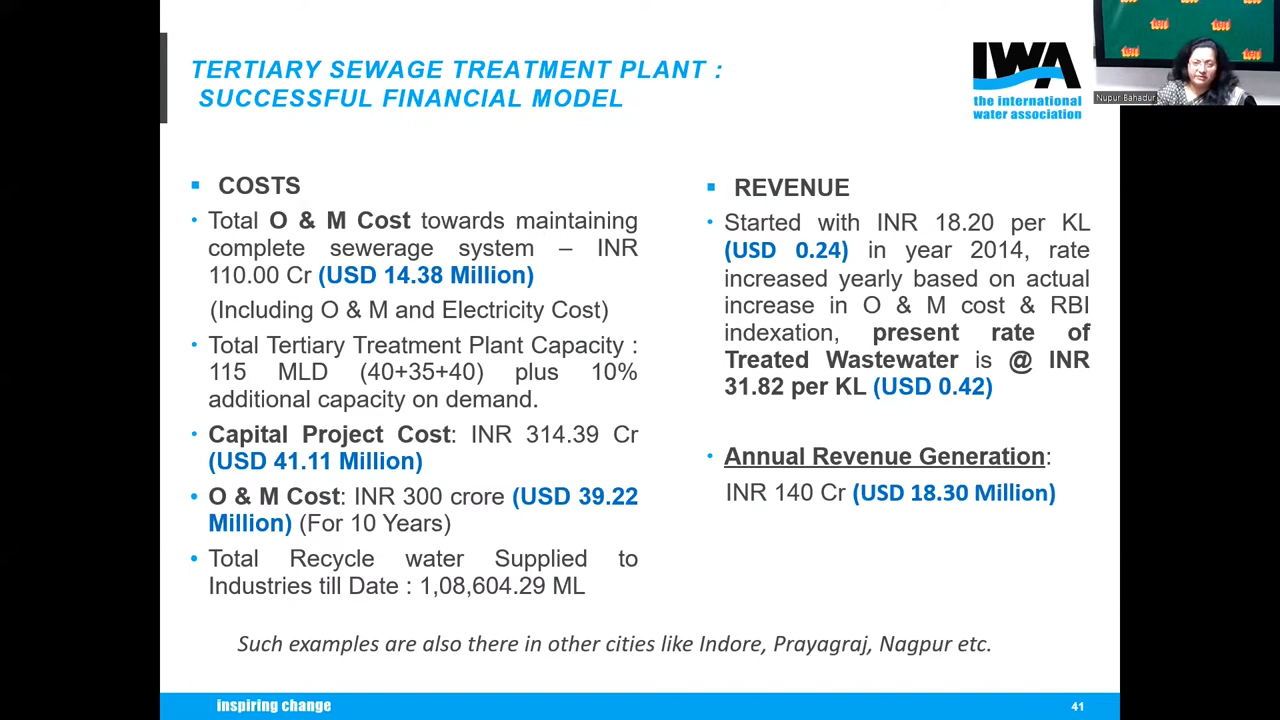 TERTIARY SEWAGE TREATMENT PLANT :
SUCCESSFUL FINANCIAL MODEL
IWA
the international
water association
Nupur Bahadur
▪ COSTS
• Total O & M Cost towards maintaining
complete sewerage system – INR
110.00 Cr (USD 14.38 Million)
(Including O & M and Electricity Cost)
• Total Tertiary Treatment Plant Capacity :
115 MLD (40+35+40) plus 10%
additional capacity on demand.
• Capital Project Cost: INR 314.39 Cr
(USD 41.11 Million)
• O & M Cost: INR 300 crore (USD 39.22
Million) (For 10 Years)
• Total Recycle water Supplied to
Industries till Date : 1,08,604.29 ML
▪ REVENUE
• Started with INR 18.20 per KL
(USD 0.24) in year 2014, rate
increased yearly based on actual
increase in O & M cost & RBI
indexation, present rate of
Treated Wastewater is @ INR
31.82 per KL (USD 0.42)
• Annual Revenue Generation:
INR 140 Cr (USD 18.30 Million)
Such examples are also there in other cities like Indore, Prayagraj, Nagpur etc.
inspiring change
41